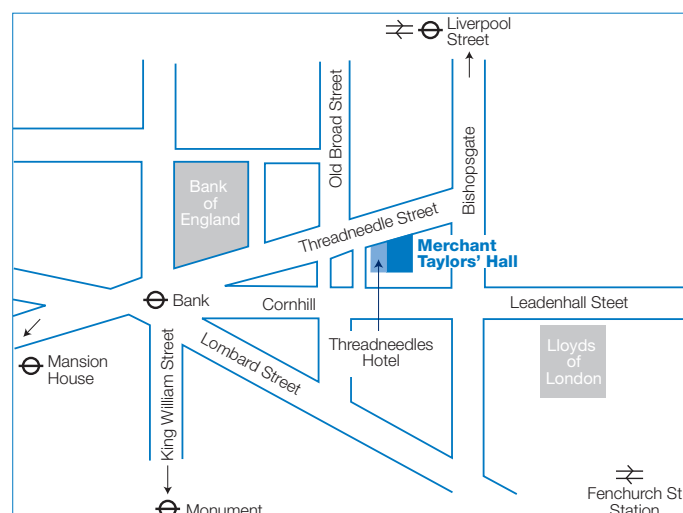 Liverpool
Street
Old Broad Street
Bishopsgate
Bank
of
England
Threadneedle Street
Merchant
Taylors' Hall
Bank
Cornhill
Leadenhall Steet
Mansion
House
King William Street
Lombard Street
Threadneedles
Hotel
Lloyds
of
London
Monument
Fenchurch St
Station